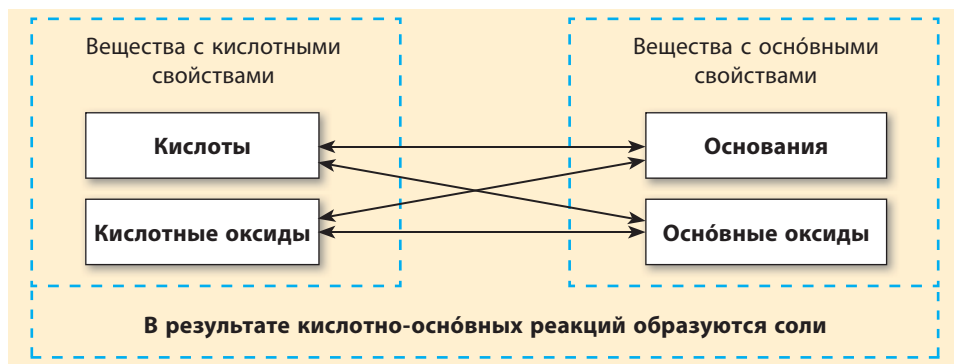 Вещества с кислотными
свойствами
Вещества с осно́вными
свойствами
Кислоты
Основания
Кислотные оксиды
Осно́вные оксиды
В результате кислотно-осно́вных реакций образуются соли